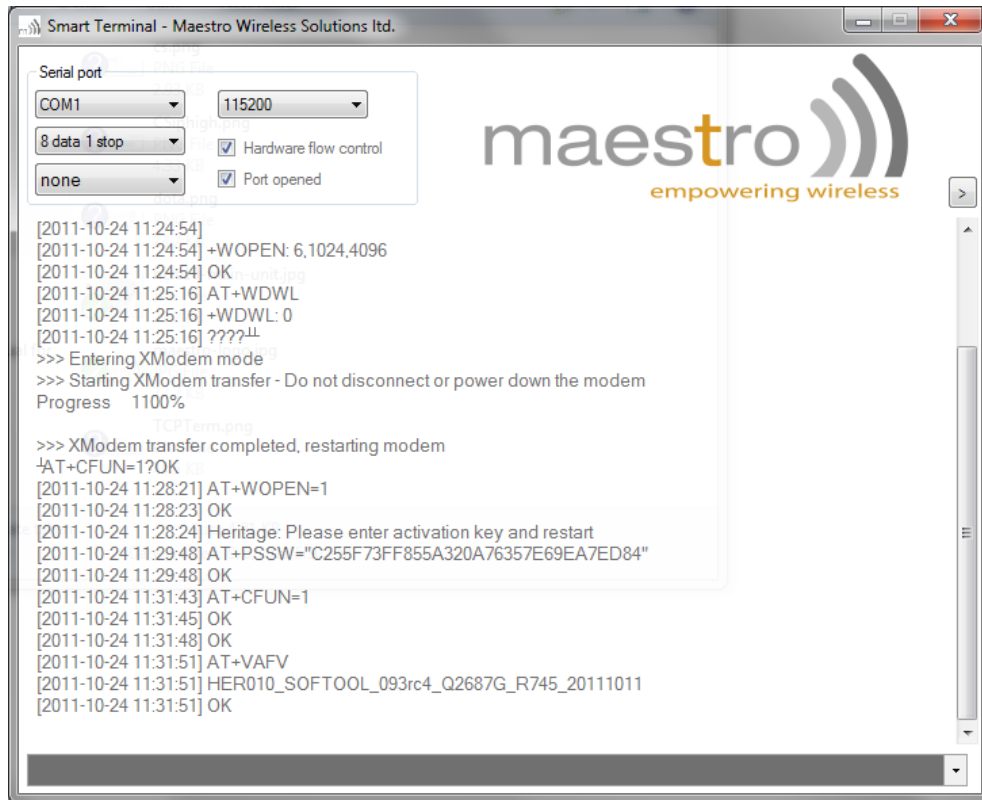 Smart Terminal - Maestro Wireless Solutions ltd.
Serial port
COM1
115200
8 data 1 stop
Hardware flow control
none
Port opened
maestro
empowering wireless
>
[2011-10-24 11:24:54]
[2011-10-24 11:24:54] +WOPEN: 6,1024,4096
[2011-10-24 11:24:54] OK
[2011-10-24 11:25:16] AT+WDWL
[2011-10-24 11:25:16] +WDWL: 0
[2011-10-24 11:25:16] ????┴┴
>>> Entering XModem mode
>>> Starting XModem transfer - Do not disconnect or power down the modem
Progress 1100%
TCPTerm.png
>>> XModem transfer completed, restarting modem
┴AT+CFUN=1?OK
[2011-10-24 11:28:21] AT+WOPEN=1
[2011-10-24 11:28:23] OK
[2011-10-24 11:28:24] Heritage: Please enter activation key and restart
[2011-10-24 11:29:48] AT+PSSW="C255F73FF855A320A76357E69EA7ED84"
[2011-10-24 11:29:48] OK
[2011-10-24 11:31:43] AT+CFUN=1
[2011-10-24 11:31:45] OK
[2011-10-24 11:31:48] OK
[2011-10-24 11:31:51] AT+VAFV
[2011-10-24 11:31:51] HER010_SOFTOOL_093rc4_Q2687G_R745_20111011
[2011-10-24 11:31:51] OK